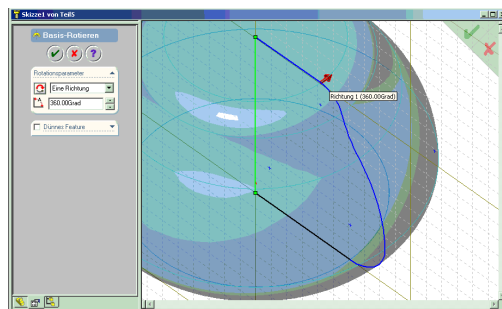 Skizze1 von Teil5
Basis-Rotieren
Rotationsparameter
Eine Richtung
360.00Grad
Dünnes Feature
Richtung 1 (360.00Grad)